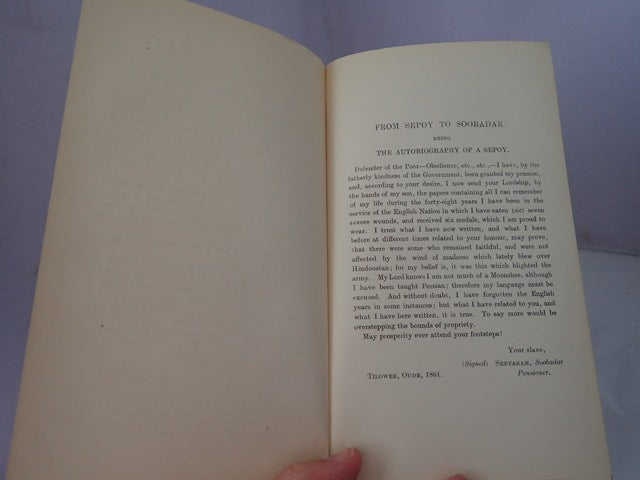 FROM SEPOY TO SOOBADAR:
BEING
THE AUTOBIOGRAPHY OF A SEPOY.
Defender of the Poor—Obedience, etc., etc.,—I have, by the
fatherly kindness of the Government, been granted my pension,
and, according to your desire, I now send your Lordship, by
the hands of my son, the papers containing all I can remember
of my life during the forty-eight years I have been in the
service of the English Nation in which I have eaten (sic) seven
severe wounds, and received six medals, which I am proud to
wear. I trust what I have now written, and what I have
before at different times related to your honour, may prove,
that there were some who remained faithful, and were not
affected by the wind of madness which lately blew over
Hindoostan; for my belief is, it was this which blighted the
army. My Lord knows I am not much of a Moonshee, although
I have been taught Persian; therefore my language must be
excused. And without doubt, I have forgotten the English
years in some instances; but what I have related to you, and
what I have here written, it is true. To say more would be
overstepping the bounds of propriety.
May prosperity ever attend your footsteps!
Your slave,
(Signed) SEETARAM, Soobadar
Pensioner.
TILOWEE, OUDE, 1861.